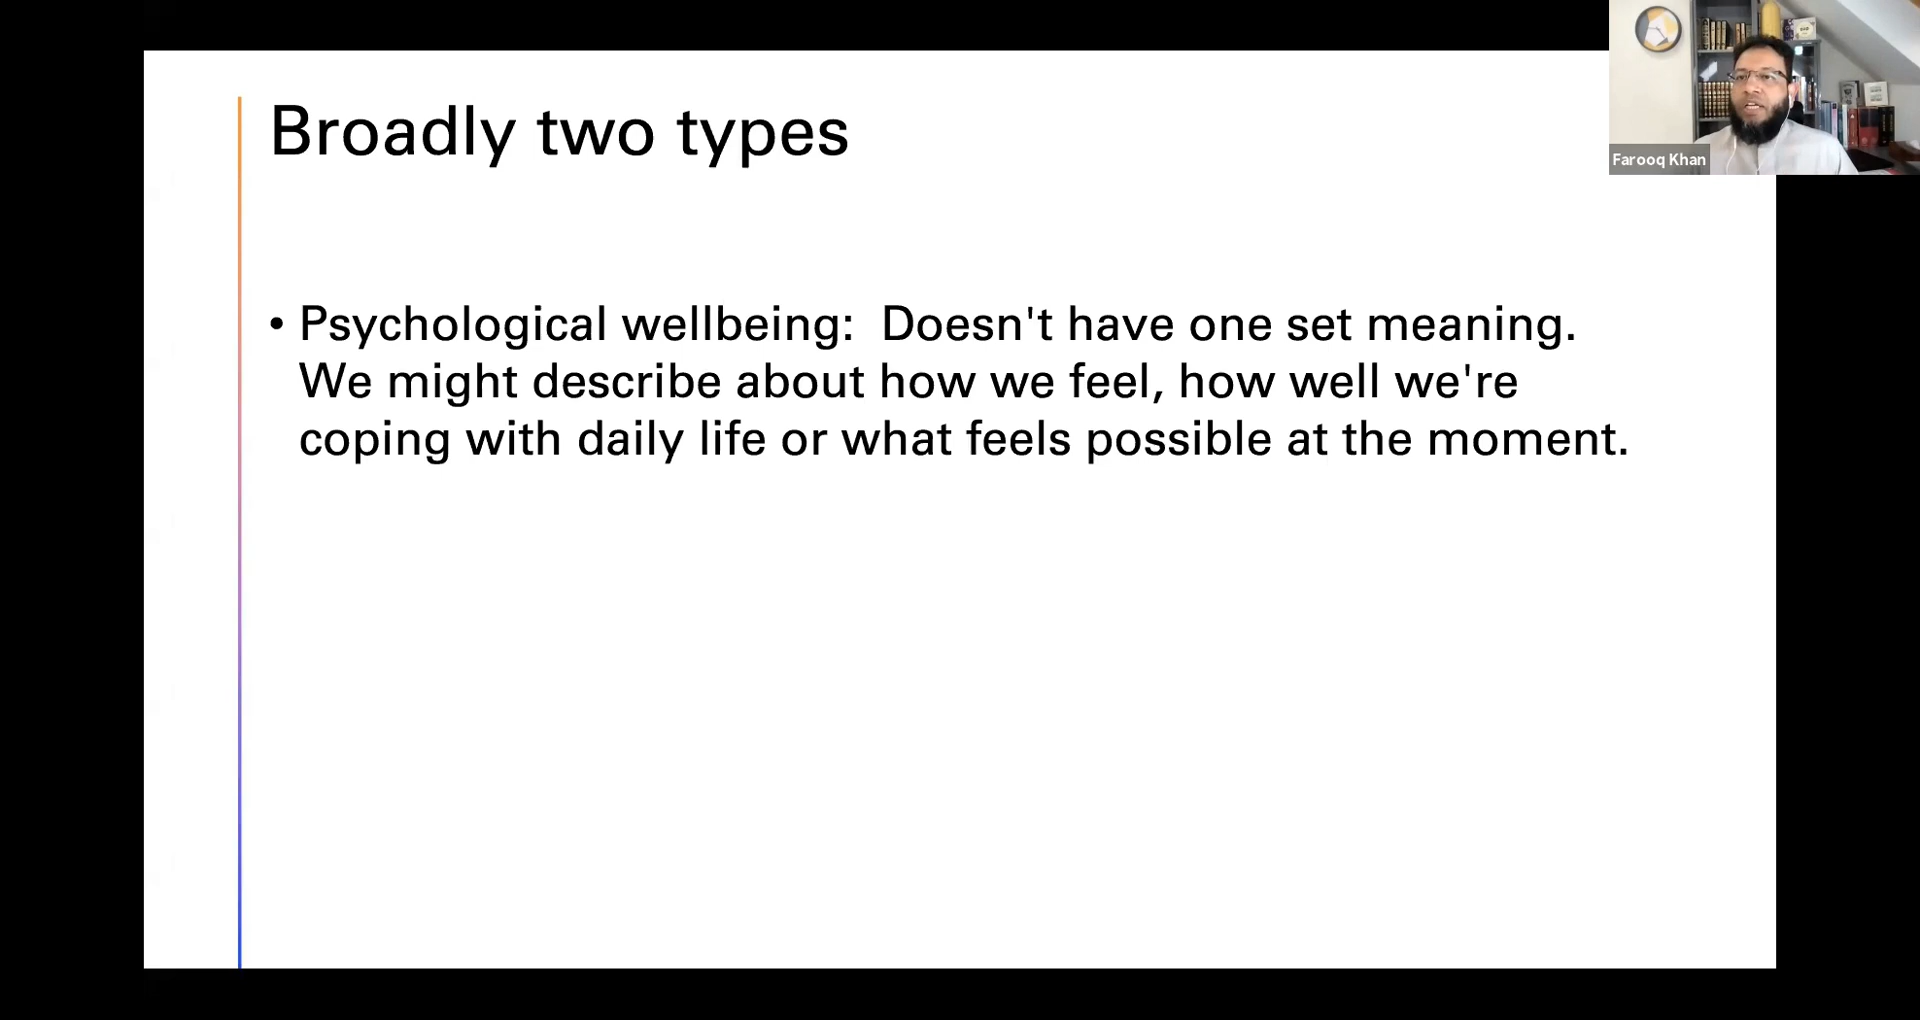 Broadly two types
Farooq Khan
• Psychological wellbeing:  Doesn't have one set meaning.
We might describe about how we feel, how well we're
coping with daily life or what feels possible at the moment.